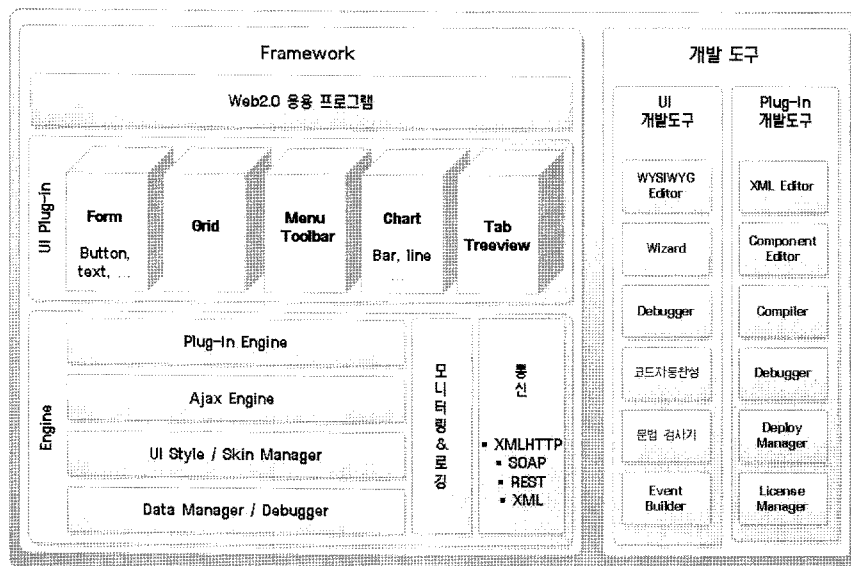 Framework
Web2.0 응용 프로그램
UI Plug-in
Form
Button,
text, ...
Grid
Menu
Toolbar
Chart
Bar, line
...
Tab
Treeview
Engine
Plug-In Engine
Ajax Engine
UI Style / Skin Manager
Data Manager / Debugger
모니터링&로깅
통신
▪ XMLHTTP
▪ SOAP
▪ REST
▪ XML
개발 도구
UI
개발도구
WYSIWYG
Editor
Wizard
Debugger
코드자동완성
문법 검사기
Event
Builder
Plug-In
개발도구
XML Editor
Component
Editor
Compiler
Debugger
Deploy
Manager
License
Manager